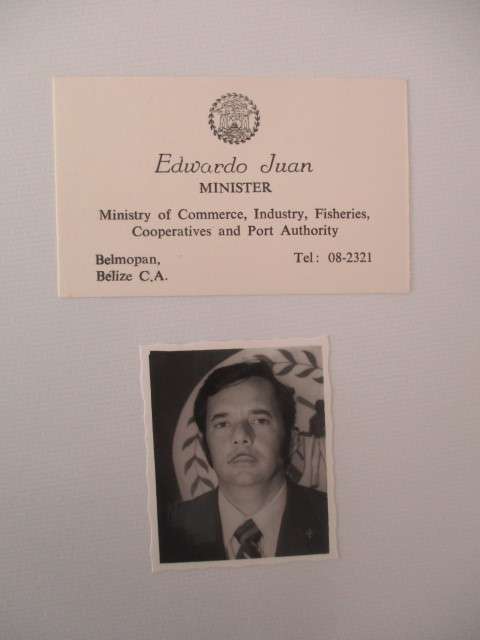 Edwardo Juan
MINISTER
Ministry of Commerce, Industry, Fisheries,
Cooperatives and Port Authority
Belmopan, Tel: 08-2321
Belize C.A.